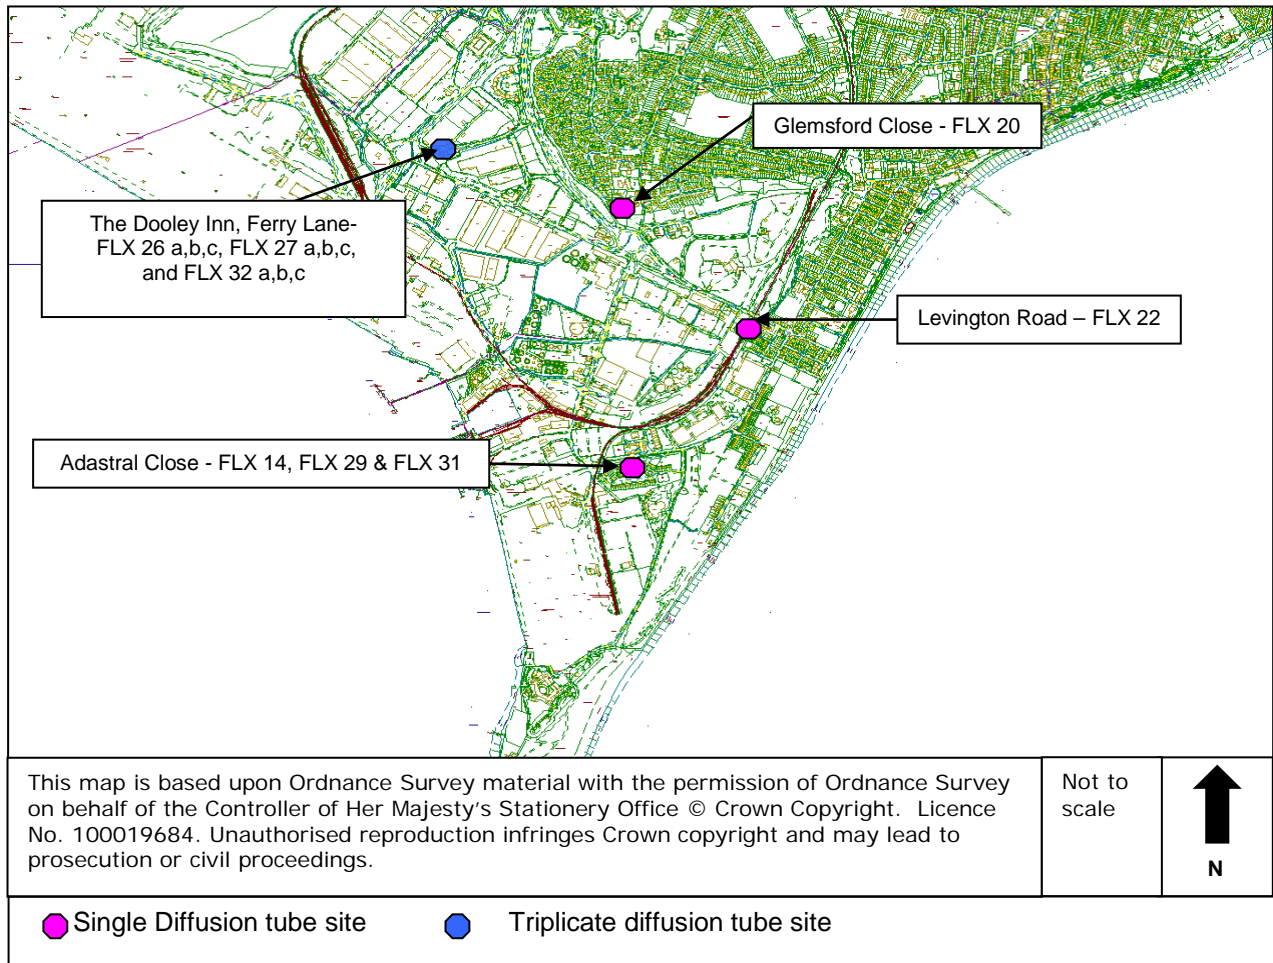 Glemsford Close - FLX 20
The Dooley Inn, Ferry Lane-
FLX 26 a,b,c, FLX 27 a,b,c,
and FLX 32 a,b,c
Levington Road – FLX 22
Adastral Close - FLX 14, FLX 29 & FLX 31
This map is based upon Ordnance Survey material with the permission of Ordnance Survey
on behalf of the Controller of Her Majesty's Stationery Office © Crown Copyright. Licence
No. 100019684. Unauthorised reproduction infringes Crown copyright and may lead to
prosecution or civil proceedings.
Not to
scale
N
Single Diffusion tube site
Triplicate diffusion tube site